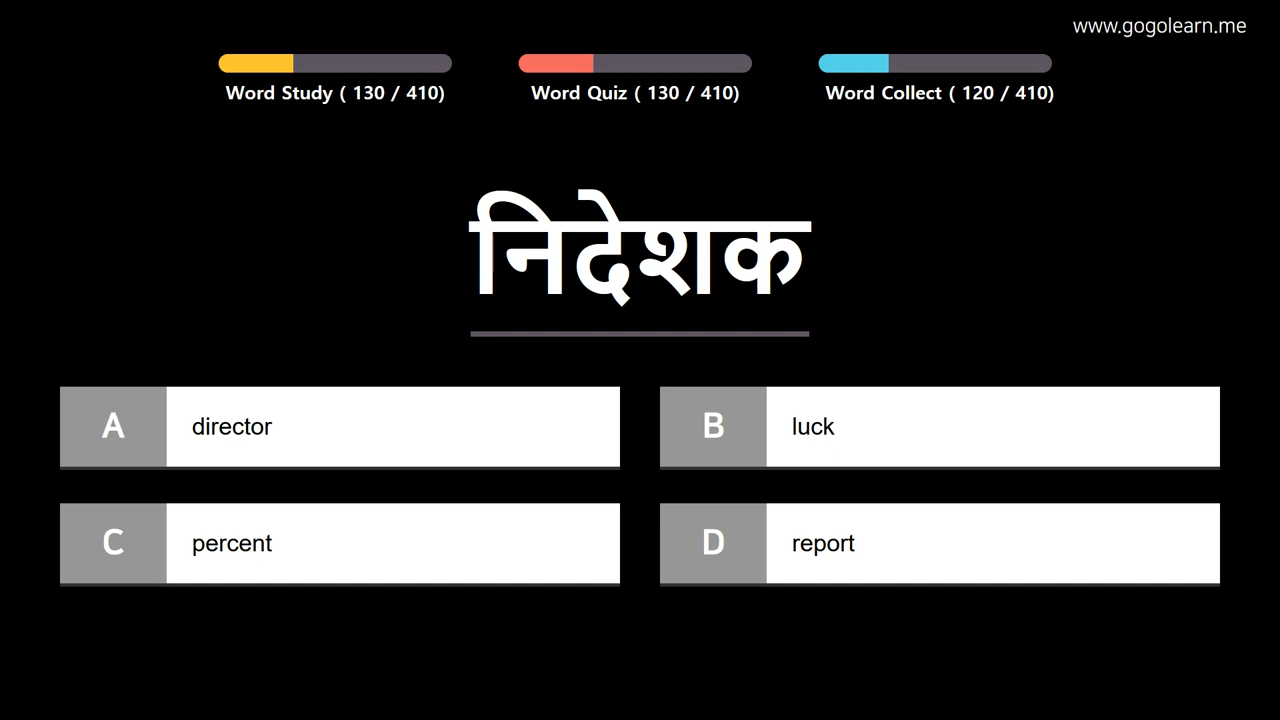 www.gogolearn.me
Word Study ( 130 / 410)
Word Quiz ( 130 / 410)
Word Collect ( 120 / 410)
निदेशक
A director
B luck
C percent
D report